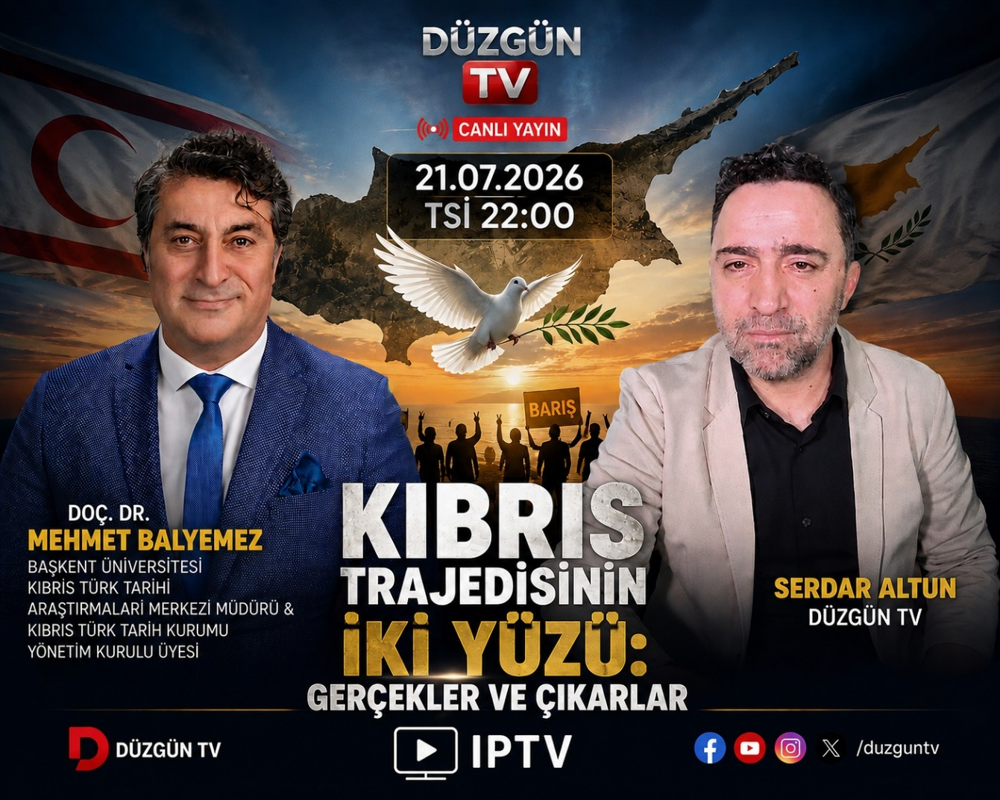 DÜZGÜN
TV
CANLI YAYIN
21.07.2026
TSİ 22:00
BARIŞ
KIBRIS
TRAJEDİSİNİN
İKİ YÜZÜ:
GERÇEKLER VE ÇIKARLAR
DOÇ. DR.
MEHMET BALYEMEZ
BAŞKENT ÜNİVERSİTESİ
KIBRİS TÜRK TARİHİ
ARAŞTIRMALARİ MERKEZİ MÜDÜRÜ &
KIBRIS TÜRK TARİH KURUMU
YÖNETİM KURULU ÜYESİ
SERDAR ALTUN
DÜZGÜN TV
DÜZGÜN TV
IPTV
/duzguntv